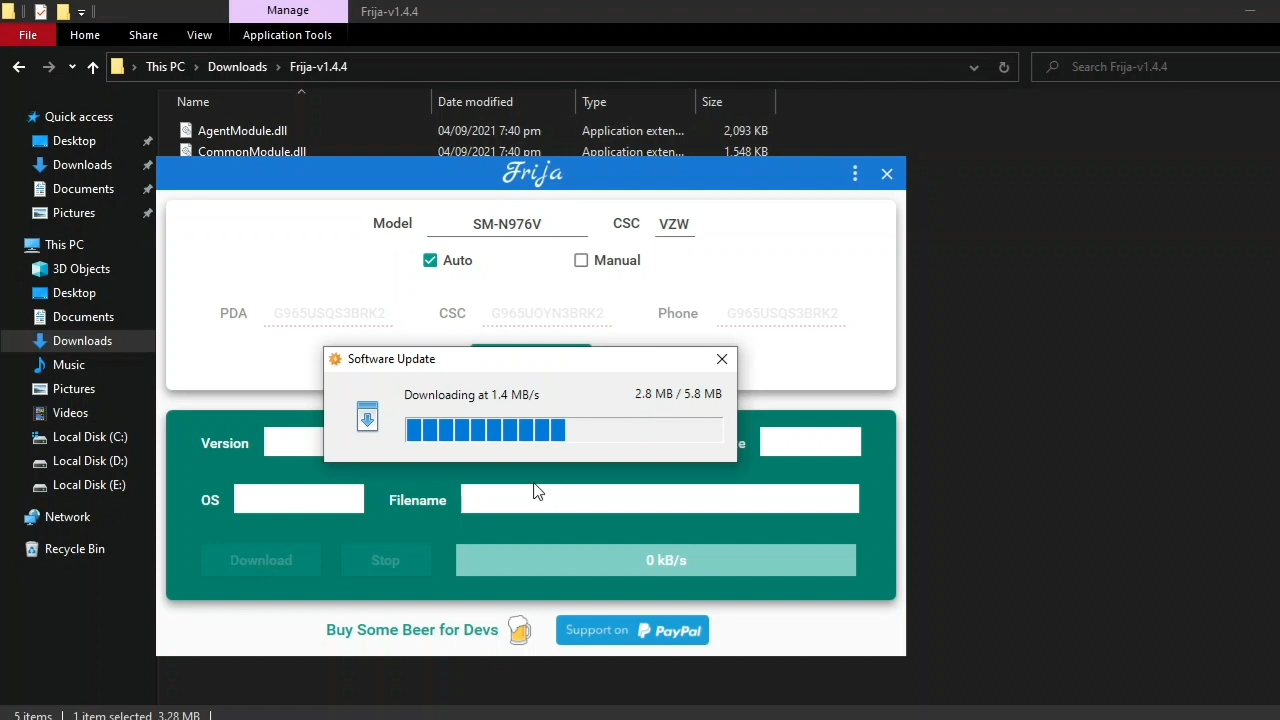 Manage
Frija-v1.4.4
File
Home
Share
View
Application Tools
This PC
Downloads
Frija-v1.4.4
Search Frija-v1.4.4
Name
Date modified
Type
Size
AgentModule.dll
04/09/2021 7:40 pm
Application exten...
2,093 KB
CommonModule.dll
04/09/2021 7:40 pm
Application exten...
1,548 KB
Quick access
Desktop
Downloads
Documents
Pictures
This PC
3D Objects
Desktop
Documents
Downloads
Music
Pictures
Videos
Local Disk (C:)
Local Disk (D:)
Local Disk (E:)
Network
Recycle Bin
Frija
Model
SM-N976V
CSC
VZW
Auto
Manual
PDA
G965USQS3BRK2
CSC
G965UOYN3BRK2
Phone
G965USQS3BRK2
Software Update
Downloading at 1.4 MB/s
2.8 MB / 5.8 MB
Version
OS
Filename
Download
Stop
0 kB/s
Buy Some Beer for Devs
Support on PayPal
5 items
1 item selected 3.28 MB